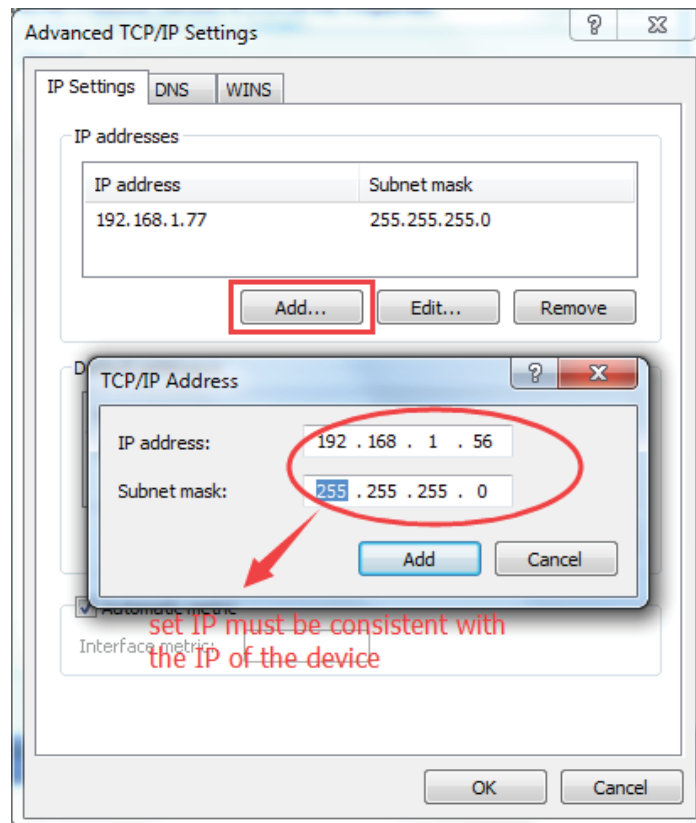 Advanced TCP/IP Settings
IP Settings DNS WINS
IP addresses
IP address Subnet mask
192.168.1.77 255.255.255.0
Add... Edit... Remove
TCP/IP Address
IP address: 192 . 168 . 1 . 56
Subnet mask: 255 . 255 . 255 . 0
Add Cancel
Automatic metric
set IP must be consistent with
Interface metric:
the IP of the device
OK Cancel